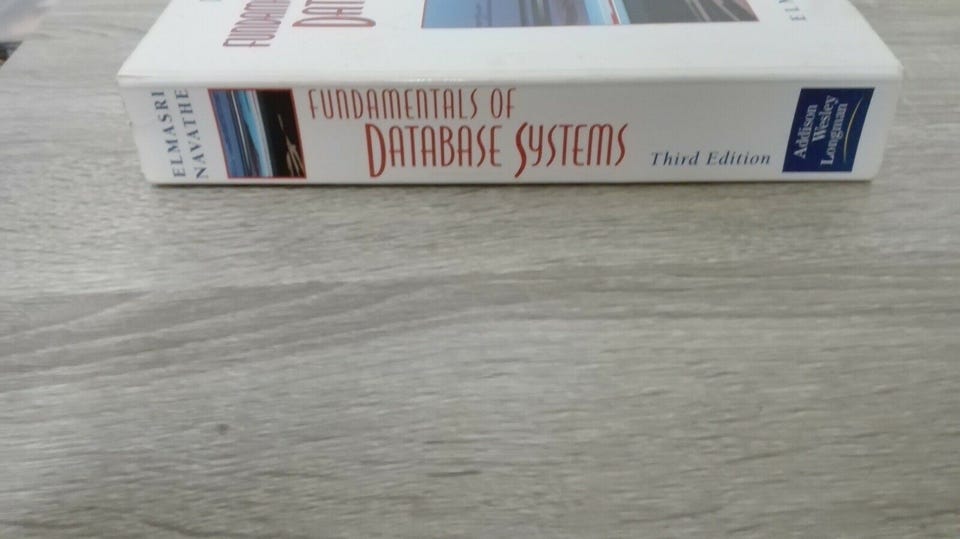 ELMASRI
NAVATHE
FUNDAMENTALS OF
DATABASE SYSTEMS
Third Edition
Addison
Wesley
Longman